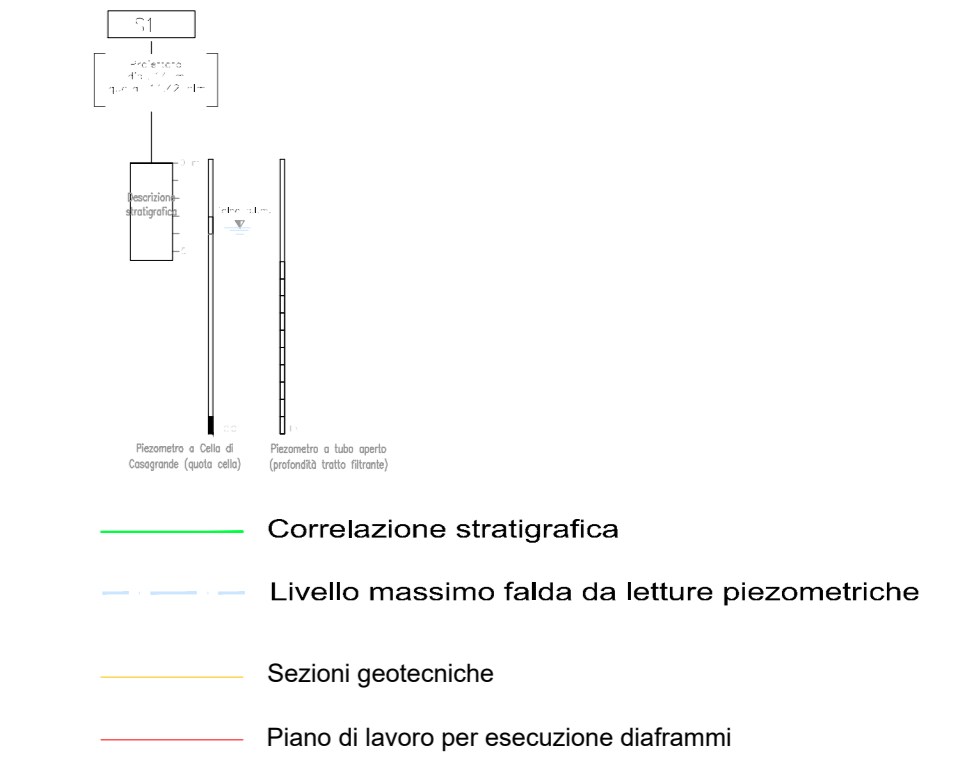 S1
Descrizione
stratigrafica
Piezometro a Cella di
Casagrande (quota cella)
Piezometro a tubo aperto
(profondità tratto filtrante)
Correlazione stratigrafica
Livello massimo falda da letture piezometriche
Sezioni geotecniche
Piano di lavoro per esecuzione diaframmi